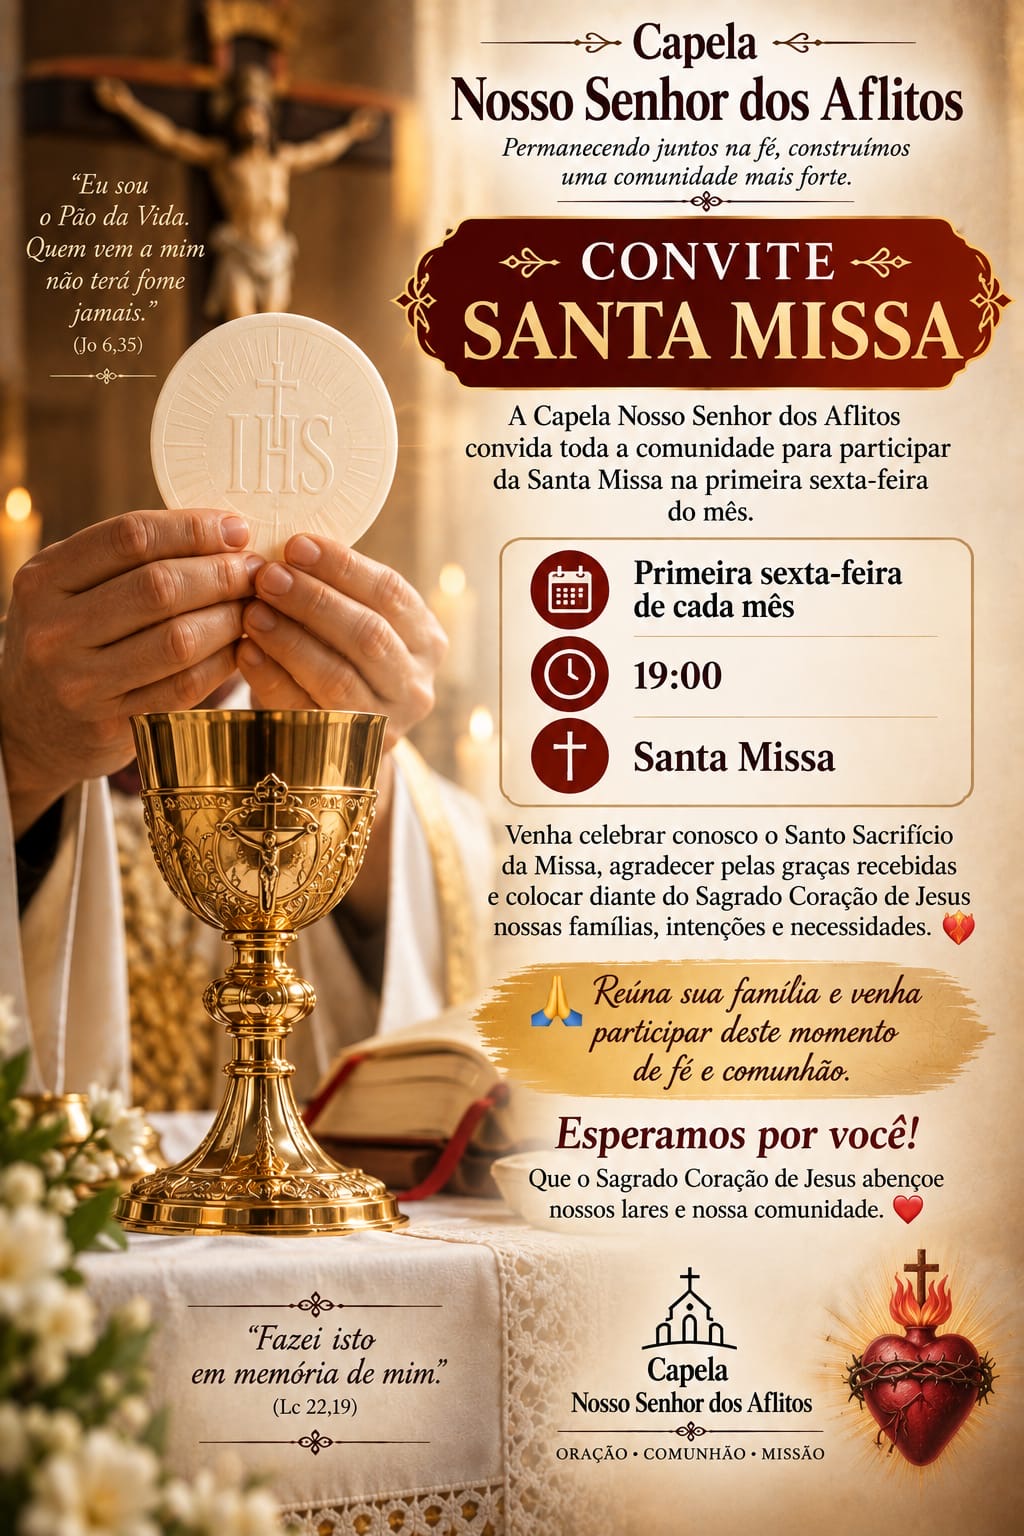 Capela
Nosso Senhor dos Aflitos
Permanecendo juntos na fé, construímos
uma comunidade mais forte.
"Eu sou
o Pão da Vida.
Quem vem a mim
não terá fome
jamais."
(Jo 6,35)
IHS
CONVITE
SANTA MISSA
A Capela Nosso Senhor dos Aflitos
convida toda a comunidade para participar
da Santa Missa na primeira sexta-feira
do mês.
Primeira sexta-feira
de cada mês
19:00
Santa Missa
Venha celebrar conosco o Santo Sacrifício
da Missa, agradecer pelas graças recebidas
e colocar diante do Sagrado Coração de Jesus
nossas famílias, intenções e necessidades. ❤️‍🔥
🙏 Reúna sua família e venha
participar deste momento
de fé e comunhão.
Esperamos por você!
Que o Sagrado Coração de Jesus abençoe
nossos lares e nossa comunidade. ❤️
"Fazei isto
em memória de mim."
(Lc 22,19)
Capela
Nosso Senhor dos Aflitos
ORAÇÃO • COMUNHÃO • MISSÃO